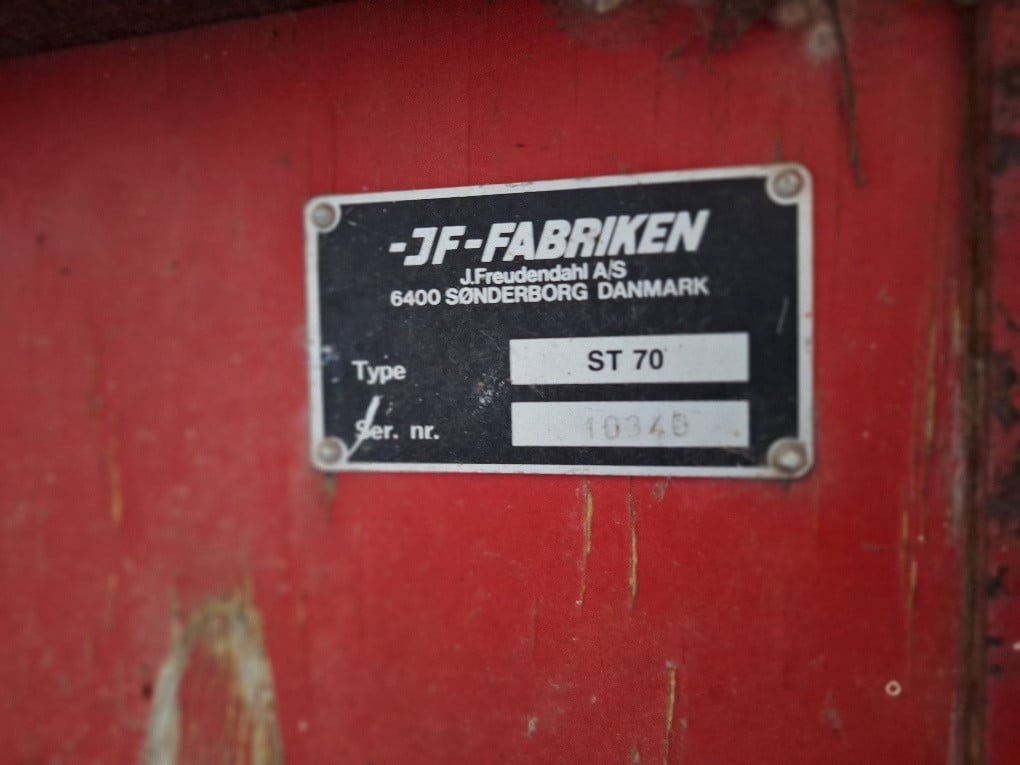 -JF-FABRIKEN
J.Freudendahl A/S
6400 SØNDERBORG DANMARK
Type ST 70
Ser. nr.